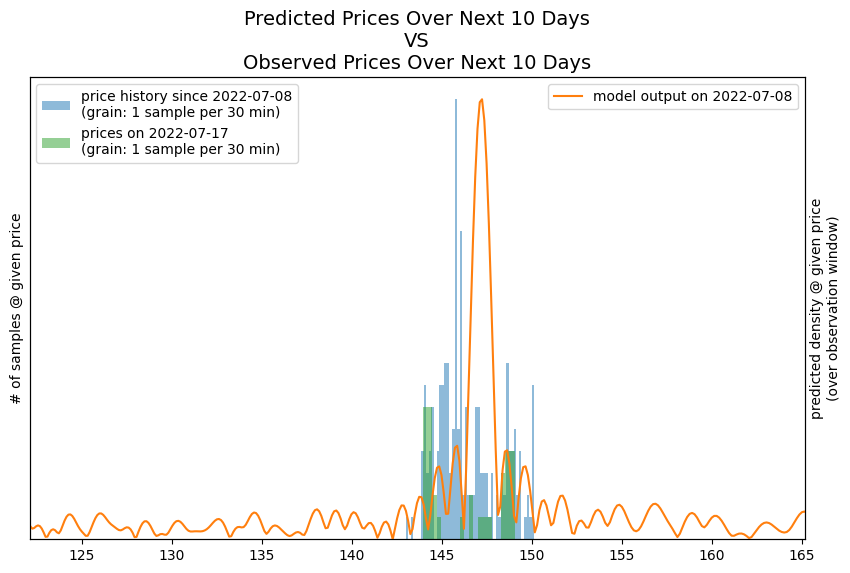 Predicted Prices Over Next 10 Days
VS
Observed Prices Over Next 10 Days
price history since 2022-07-08
(grain: 1 sample per 30 min)
prices on 2022-07-17
(grain: 1 sample per 30 min)
model output on 2022-07-08
# of samples @ given price
predicted density @ given price
(over observation window)
125 130 135 140 145 150 155 160 165